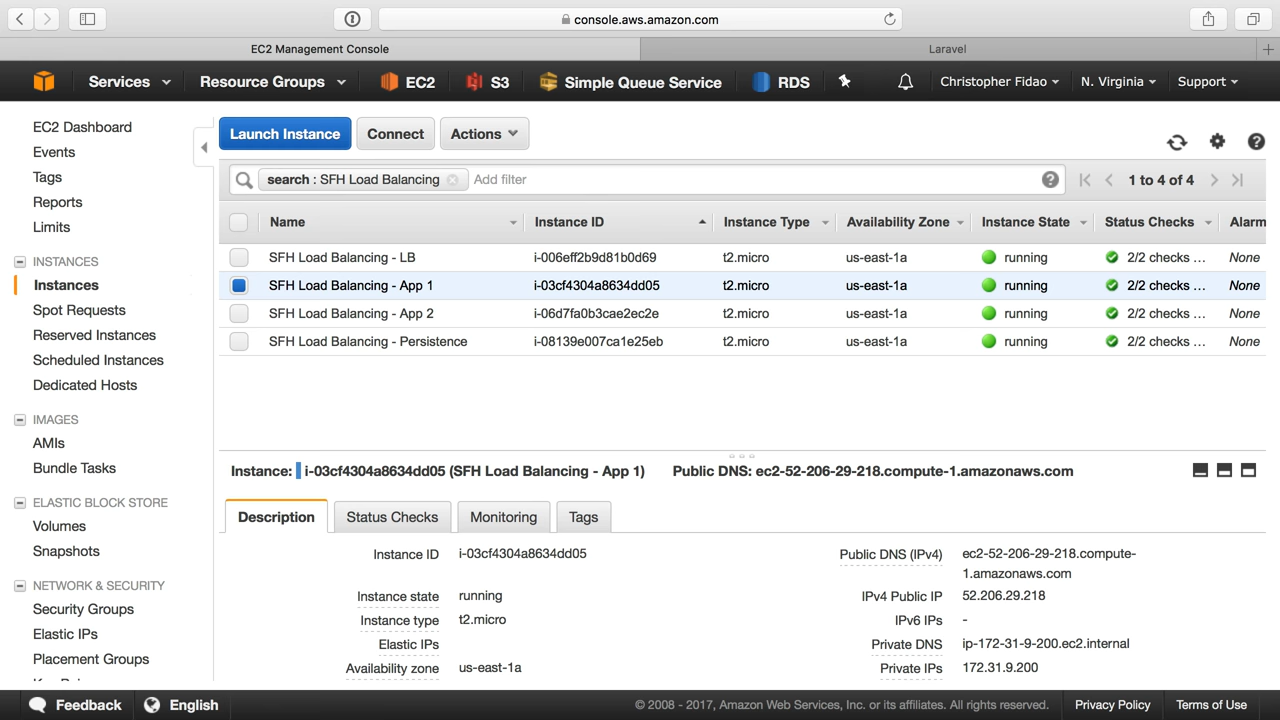 console.aws.amazon.com
EC2 Management Console
Laravel
Services
Resource Groups
EC2
S3
Simple Queue Service
RDS
Christopher Fidao
N. Virginia
Support
EC2 Dashboard
Events
Tags
Reports
Limits
INSTANCES
Instances
Spot Requests
Reserved Instances
Scheduled Instances
Dedicated Hosts
IMAGES
AMIs
Bundle Tasks
ELASTIC BLOCK STORE
Volumes
Snapshots
NETWORK & SECURITY
Security Groups
Elastic IPs
Placement Groups
Launch Instance
Connect
Actions
search : SFH Load Balancing
Add filter
1 to 4 of 4
Name Instance ID Instance Type Availability Zone Instance State Status Checks Alarm
SFH Load Balancing - LB i-006eff2b9d81b0d69 t2.micro us-east-1a running 2/2 checks ... None
SFH Load Balancing - App 1 i-03cf4304a8634dd05 t2.micro us-east-1a running 2/2 checks ... None
SFH Load Balancing - App 2 i-06d7fa0b3cae2ec2e t2.micro us-east-1a running 2/2 checks ... None
SFH Load Balancing - Persistence i-08139e007ca1e25eb t2.micro us-east-1a running 2/2 checks ... None
Instance: i-03cf4304a8634dd05 (SFH Load Balancing - App 1) Public DNS: ec2-52-206-29-218.compute-1.amazonaws.com
Description
Status Checks
Monitoring
Tags
Instance ID i-03cf4304a8634dd05
Instance state running
Instance type t2.micro
Elastic IPs
Availability zone us-east-1a
Public DNS (IPv4) ec2-52-206-29-218.compute-
1.amazonaws.com
IPv4 Public IP 52.206.29.218
IPv6 IPs -
Private DNS ip-172-31-9-200.ec2.internal
Private IPs 172.31.9.200
Feedback
English
© 2008 - 2017, Amazon Web Services, Inc. or its affiliates. All rights reserved.
Privacy Policy
Terms of Use